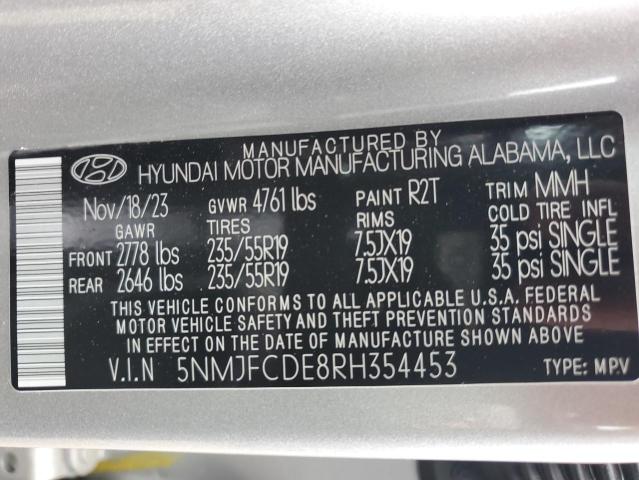 MANUFACTURED BY
HYUNDAI MOTOR MANUFACTURING ALABAMA, LLC
Nov/18/23 GVWR 4761 lbs PAINT R2T TRIM MMH
GAWR TIRES RIMS COLD TIRE INFL
FRONT 2778 lbs 235/55R19 7.5JX19 35 psi SINGLE
REAR 2646 lbs 235/55R19 7.5JX19 35 psi SINGLE
THIS VEHICLE CONFORMS TO ALL APPLICABLE U.S.A. FEDERAL
MOTOR VEHICLE SAFETY AND THEFT PREVENTION STANDARDS
IN EFFECT ON THE DATE OF MANUFACTURE SHOWN ABOVE
V.I.N 5NMJFCDE8RH354453 TYPE: M.P.V